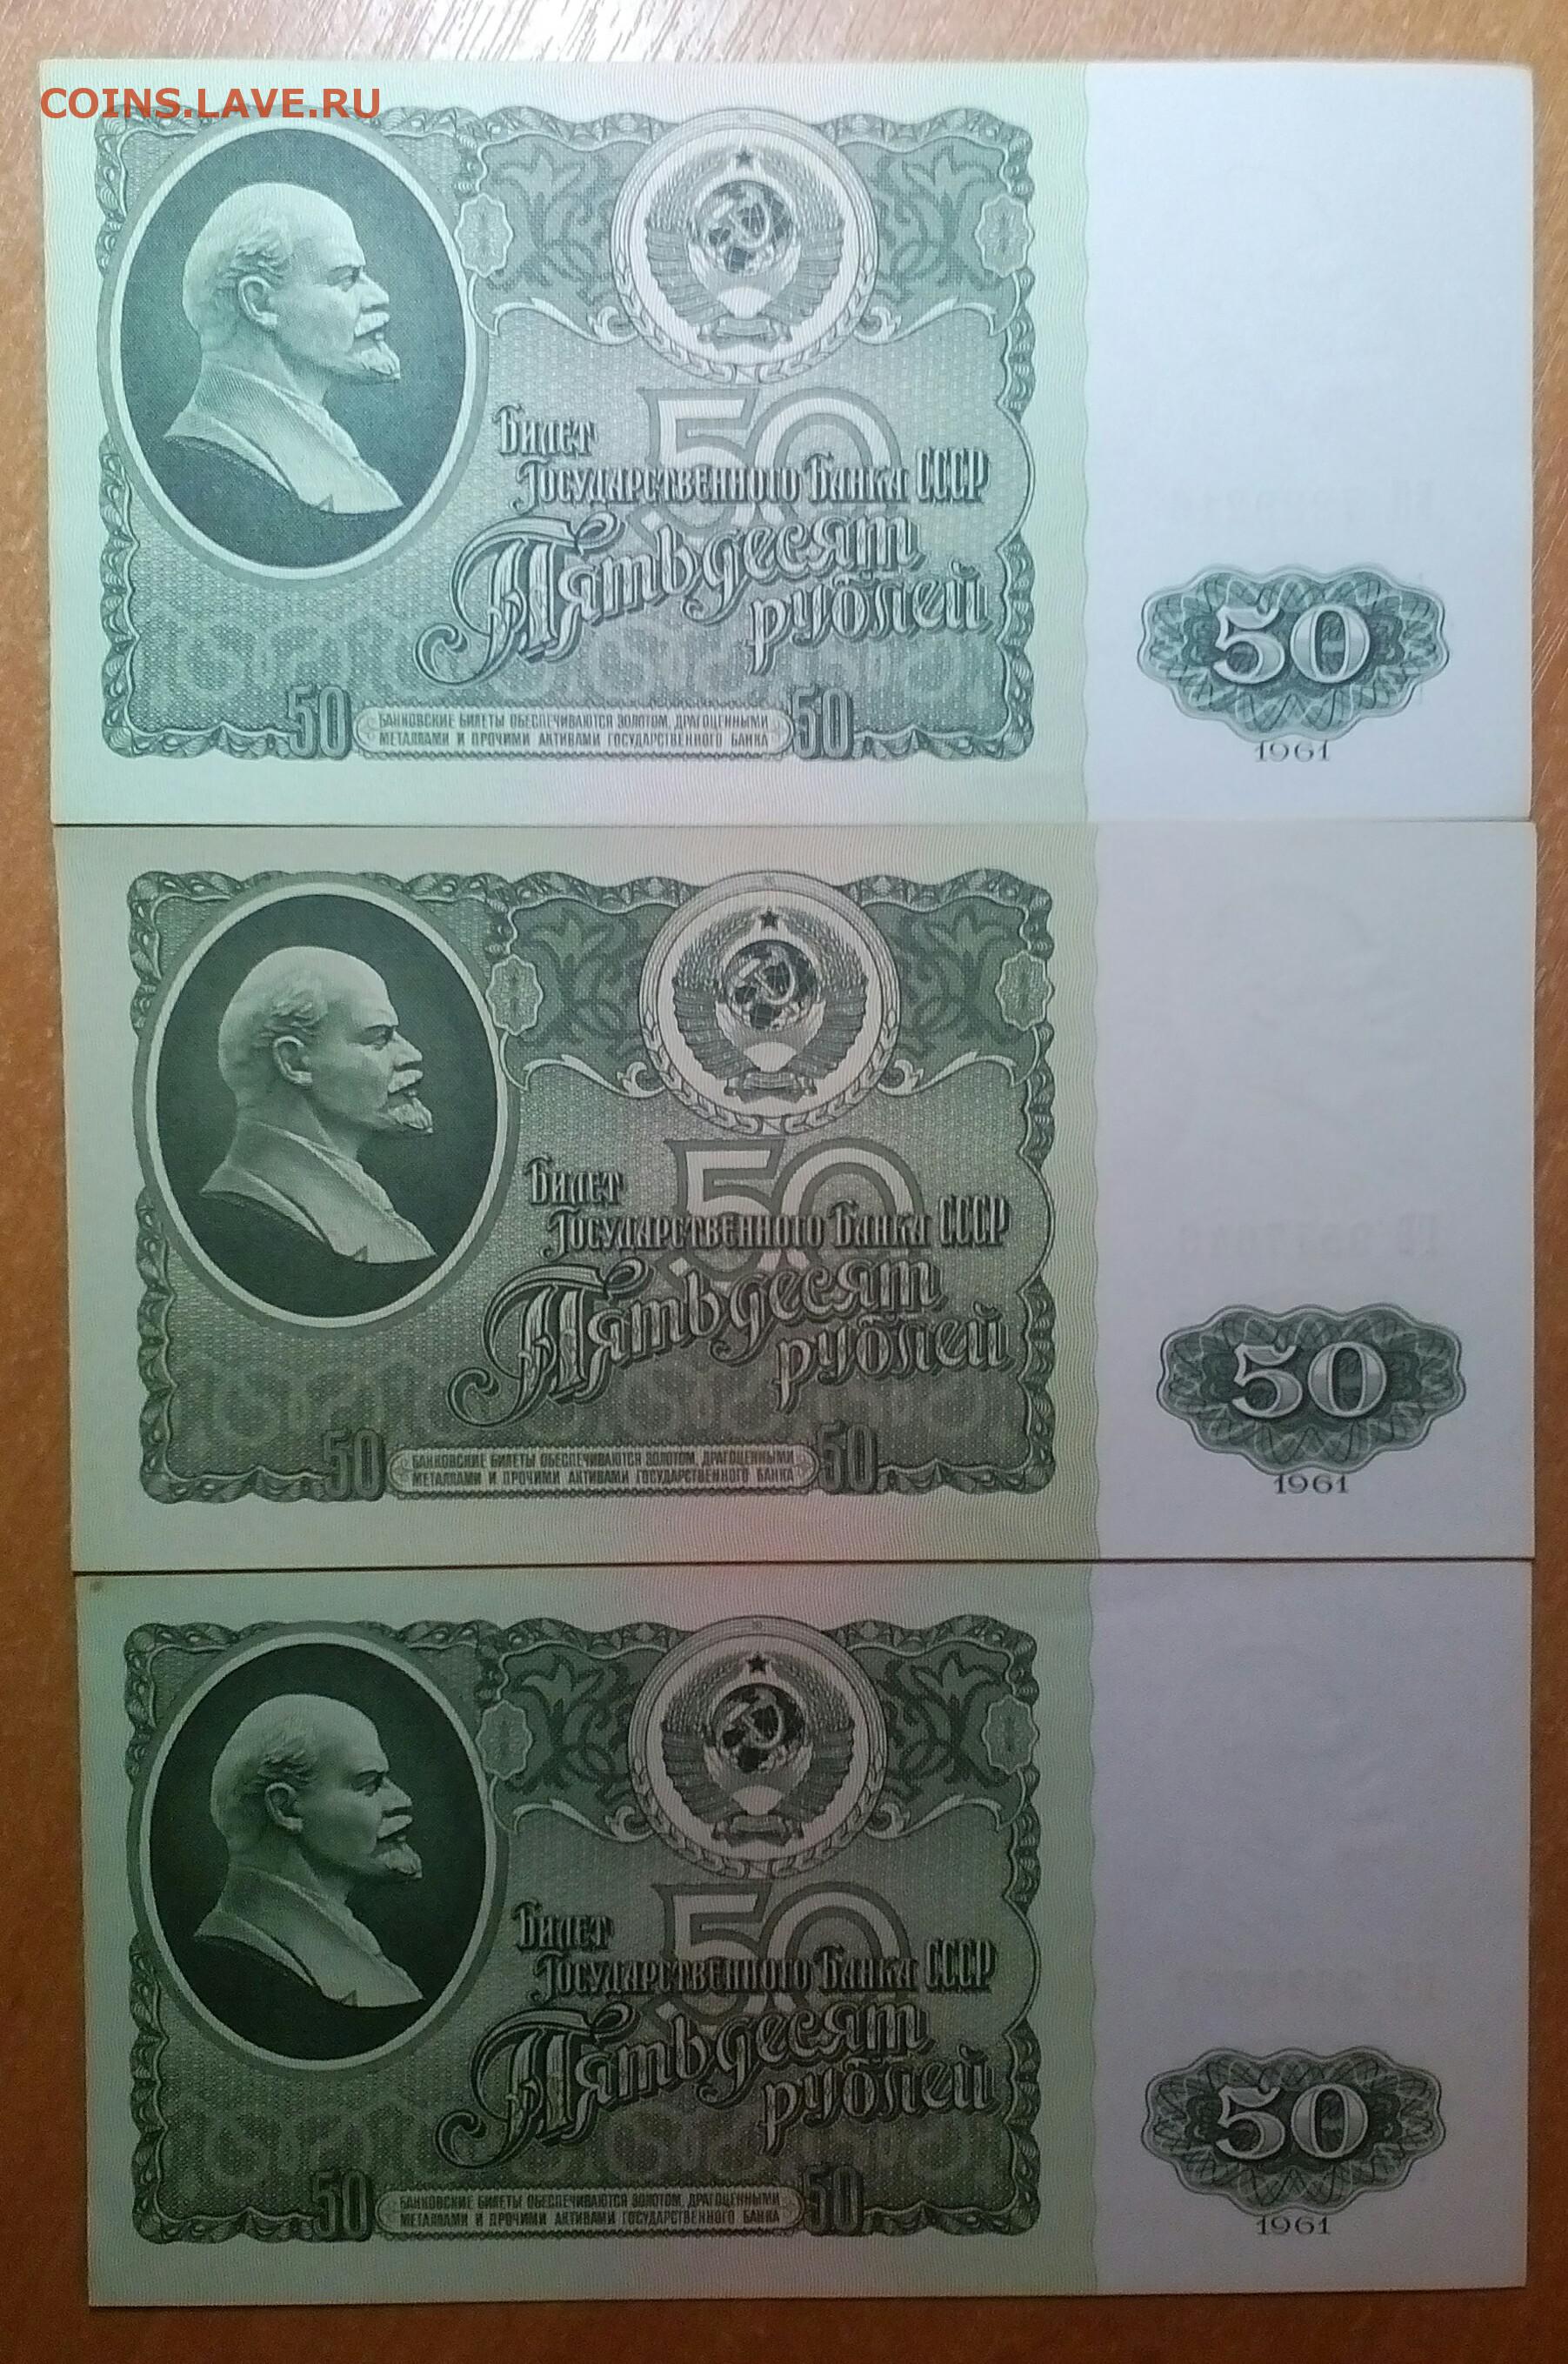 COINS.LAVE.RU
Билет
Государственного Банка СССР
50
Пятьдесят
рублей
50
БАНКОВСКИЕ БИЛЕТЫ ОБЕСПЕЧИВАЮТСЯ ЗОЛОТОМ, ДРАГОЦЕННЫМИ
МЕТАЛЛАМИ И ПРОЧИМИ АКТИВАМИ ГОСУДАРСТВЕННОГО БАНКА
50
50
1961
Билет
Государственного Банка СССР
50
Пятьдесят
рублей
50
БАНКОВСКИЕ БИЛЕТЫ ОБЕСПЕЧИВАЮТСЯ ЗОЛОТОМ, ДРАГОЦЕННЫМИ
МЕТАЛЛАМИ И ПРОЧИМИ АКТИВАМИ ГОСУДАРСТВЕННОГО БАНКА
50
50
1961
Билет
Государственного Банка СССР
50
Пятьдесят
рублей
50
БАНКОВСКИЕ БИЛЕТЫ ОБЕСПЕЧИВАЮТСЯ ЗОЛОТОМ, ДРАГОЦЕННЫМИ
МЕТАЛЛАМИ И ПРОЧИМИ АКТИВАМИ ГОСУДАРСТВЕННОГО БАНКА
50
50
1961